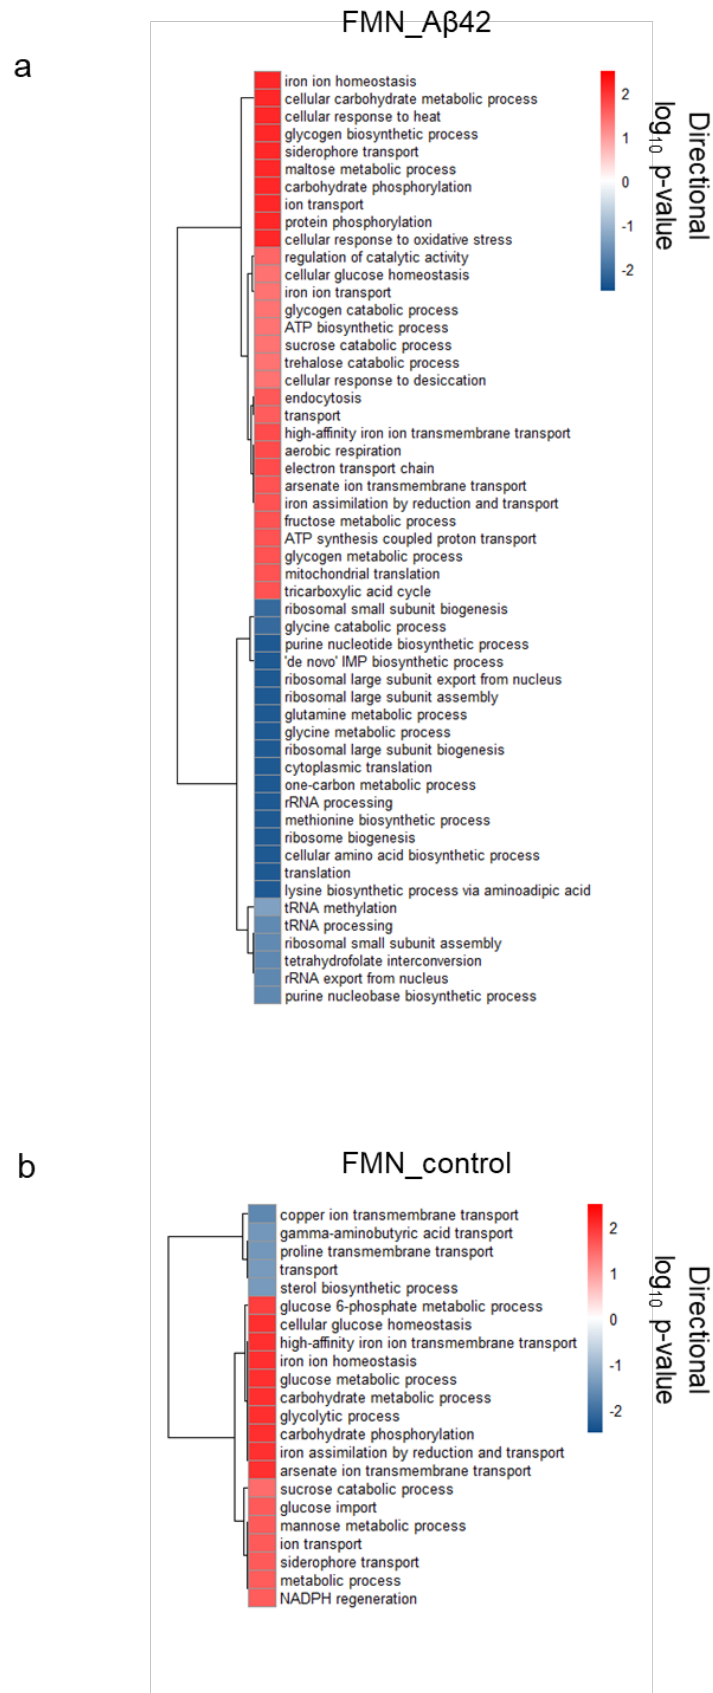 FMN_Aβ42
a
iron ion homeostasis
cellular carbohydrate metabolic process
cellular response to heat
glycogen biosynthetic process
siderophore transport
maltose metabolic process
carbohydrate phosphorylation
ion transport
protein phosphorylation
cellular response to oxidative stress
regulation of catalytic activity
cellular glucose homeostasis
iron ion transport
glycogen catabolic process
ATP biosynthetic process
sucrose catabolic process
trehalose catabolic process
cellular response to desiccation
endocytosis
transport
high-affinity iron ion transmembrane transport
aerobic respiration
electron transport chain
arsenate ion transmembrane transport
iron assimilation by reduction and transport
fructose metabolic process
ATP synthesis coupled proton transport
glycogen metabolic process
mitochondrial translation
tricarboxylic acid cycle
ribosomal small subunit biogenesis
glycine catabolic process
purine nucleotide biosynthetic process
'de novo' IMP biosynthetic process
ribosomal large subunit export from nucleus
ribosomal large subunit assembly
glutamine metabolic process
glycine metabolic process
ribosomal large subunit biogenesis
cytoplasmic translation
one-carbon metabolic process
rRNA processing
methionine biosynthetic process
ribosome biogenesis
cellular amino acid biosynthetic process
translation
lysine biosynthetic process via aminoadipic acid
tRNA methylation
tRNA processing
ribosomal small subunit assembly
tetrahydrofolate interconversion
rRNA export from nucleus
purine nucleobase biosynthetic process
2
1
0
-1
-2
Directional
log10 p-value
b
FMN_control
copper ion transmembrane transport
gamma-aminobutyric acid transport
proline transmembrane transport
transport
sterol biosynthetic process
glucose 6-phosphate metabolic process
cellular glucose homeostasis
high-affinity iron ion transmembrane transport
iron ion homeostasis
glucose metabolic process
carbohydrate metabolic process
glycolytic process
carbohydrate phosphorylation
iron assimilation by reduction and transport
arsenate ion transmembrane transport
sucrose catabolic process
glucose import
mannose metabolic process
ion transport
siderophore transport
metabolic process
NADPH regeneration
2
1
0
-1
-2
Directional
log10 p-value